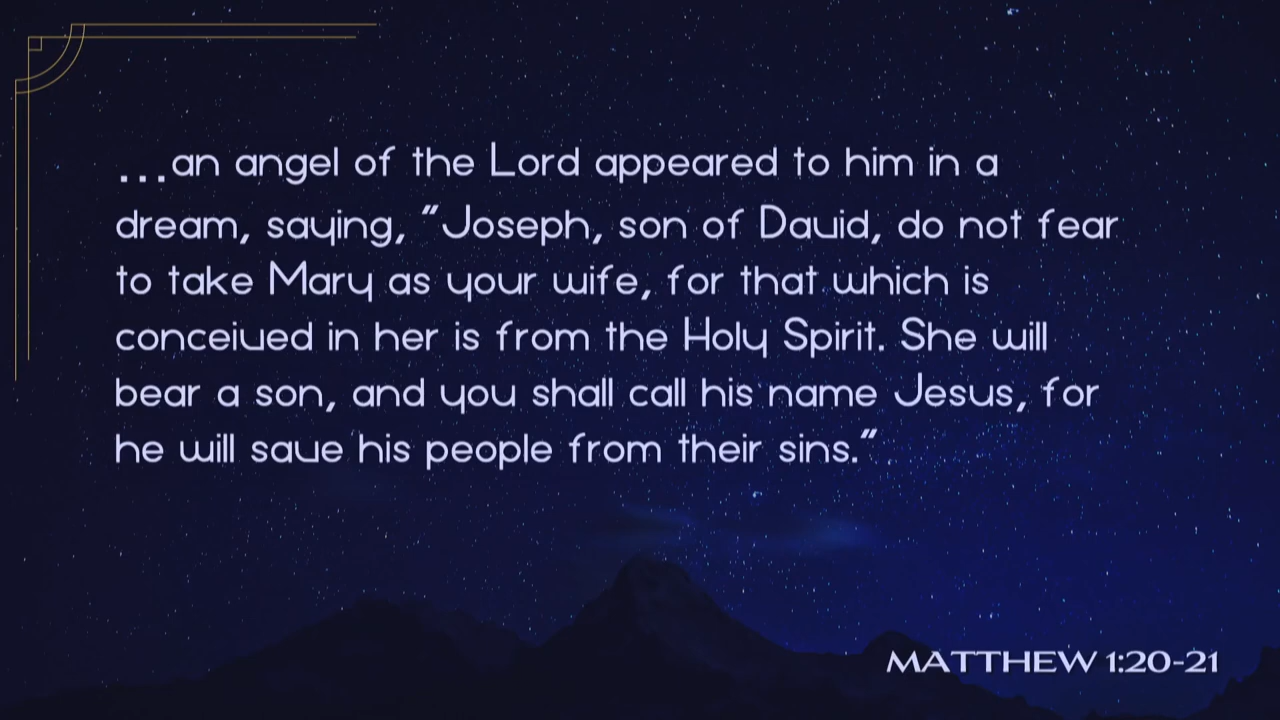 ...an angel of the Lord appeared to him in a
dream, saying, "Joseph, son of David, do not fear
to take Mary as your wife, for that which is
conceived in her is from the Holy Spirit. She will
bear a son, and you shall call his name Jesus, for
he will save his people from their sins."
MATTHEW 1:20-21